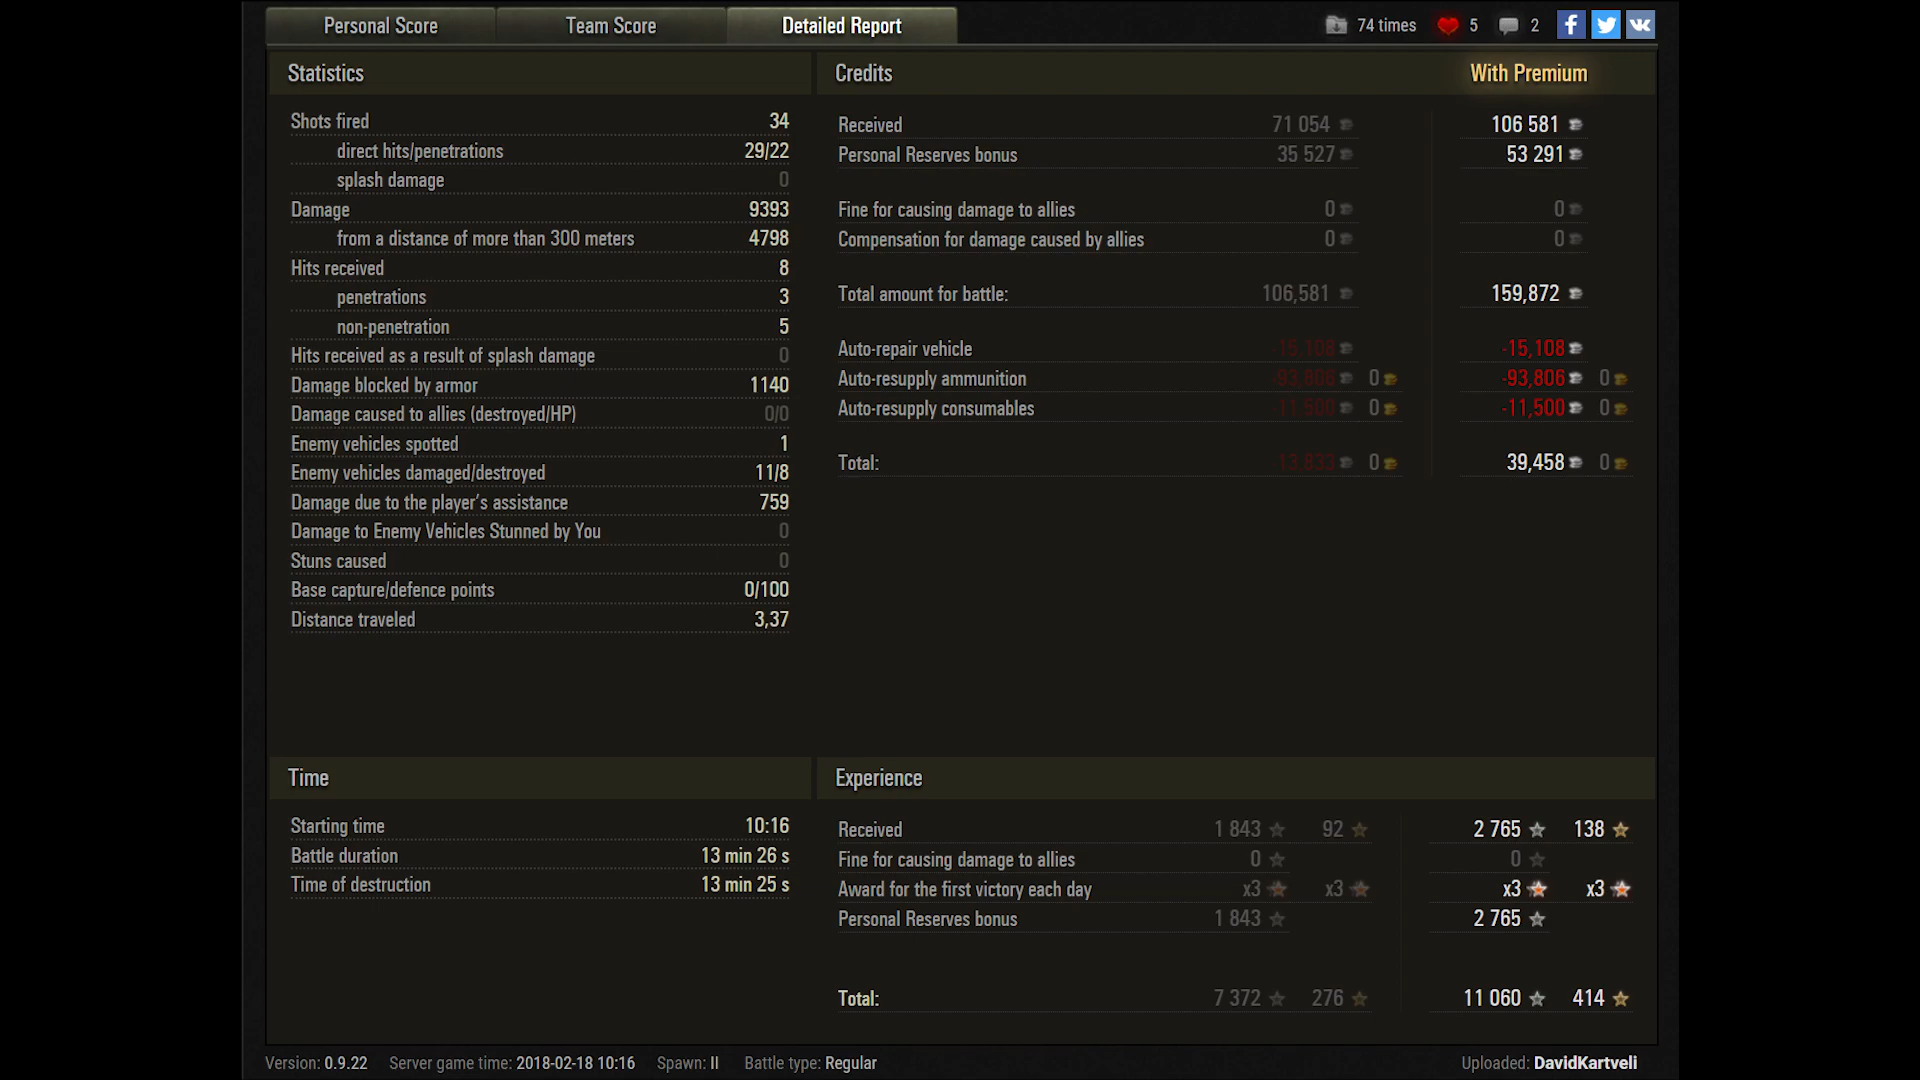 Personal Score Team Score Detailed Report 74 times 5 2
Statistics
Shots fired 34
direct hits/penetrations 29/22
splash damage 0
Damage 9393
from a distance of more than 300 meters 4798
Hits received 8
penetrations 3
non-penetration 5
Hits received as a result of splash damage 0
Damage blocked by armor 1140
Damage caused to allies (destroyed/HP) 0/0
Enemy vehicles spotted 1
Enemy vehicles damaged/destroyed 11/8
Damage due to the player's assistance 759
Damage to Enemy Vehicles Stunned by You 0
Stuns caused 0
Base capture/defence points 0/100
Distance traveled 3,37
Credits With Premium
Received 71 054 106 581
Personal Reserves bonus 35 527 53 291
Fine for causing damage to allies 0 0
Compensation for damage caused by allies 0 0
Total amount for battle: 106,581 159,872
Auto-repair vehicle -15,108 -15,108
Auto-resupply ammunition -93,806 0 -93,806 0
Auto-resupply consumables 11,500 0 -11,500 0
Total: 13,833 0 39,458 0
Time
Starting time 10:16
Battle duration 13 min 26 s
Time of destruction 13 min 25 s
Experience
Received 1 843 92 2 765 138
Fine for causing damage to allies 0 0
Award for the first victory each day x3 x3 x3 x3
Personal Reserves bonus 1 843 2 765
Total: 7 372 276 11 060 414
Version: 0.9.22 Server game time: 2018-02-18 10:16 Spawn: II Battle type: Regular Uploaded: DavidKartveli